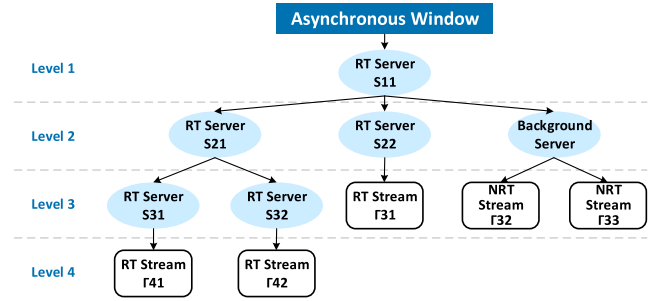 Asynchronous Window
Level 1
RT Server
S11
Level 2
RT Server
S21
RT Server
S22
Background
Server
Level 3
RT Server
S31
RT Server
S32
RT Stream
Γ31
NRT
Stream
Γ32
NRT
Stream
Γ33
Level 4
RT Stream
Γ41
RT Stream
Γ42